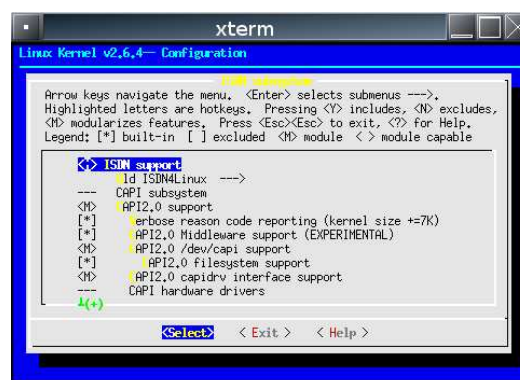 xterm
Linux Kernel v2.6.4— Configuration
ISDN subsystem
Arrow keys navigate the menu. <Enter> selects submenus --->.
Highlighted letters are hotkeys. Pressing <Y> includes, <N> excludes,
<M> modularizes features. Press <Esc><Esc> to exit, <?> for Help.
Legend: [*] built-in [ ] excluded <M> module < > module capable
ISDN support
Old ISDN4Linux --->
--- CAPI subsystem
<M> CAPI2.0 support
[*] Verbose reason code reporting (kernel size +=7K)
[*] CAPI2.0 Middleware support (EXPERIMENTAL)
<M> CAPI2.0 /dev/capi support
[*] CAPI2.0 filesystem support
<M> CAPI2.0 capidrv interface support
--- CAPI hardware drivers
(+)
<Select> < Exit > < Help >